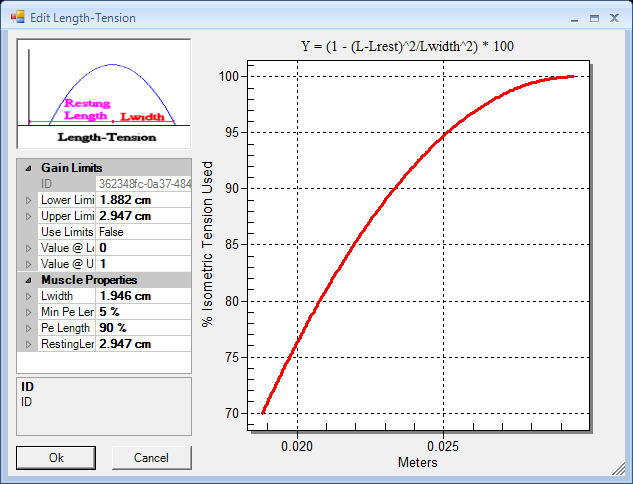 Edit Length-Tension
Resting
Length
Lwidth
Length-Tension
Gain Limits
ID 362348fc-0a37-484
Lower Limi 1.882 cm
Upper Limi 2.947 cm
Use Limits False
Value @ Lo 0
Value @ U 1
Muscle Properties
Lwidth 1.946 cm
Min Pe Ler 5 %
Pe Length 90 %
RestingLer 2.947 cm
ID
ID
Ok
Cancel
Y = (1 - (L-Lrest)^2/Lwidth^2) * 100
% Isometric Tension Used
100
95
90
85
80
75
70
0.020
0.025
Meters